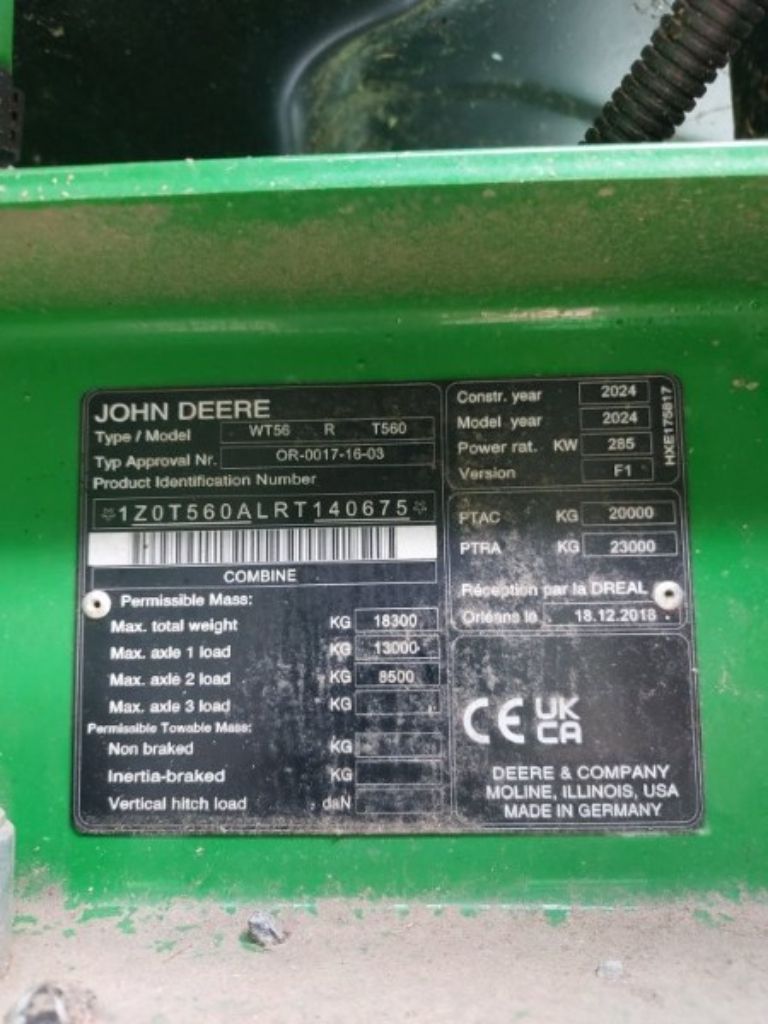 JOHN DEERE
Type / Model WT56 R T560
Typ Approval Nr. OR-0017-16-03
Product Identification Number
☆1Z0T560ALRT140675☆
COMBINE
Permissible Mass:
Max. total weight KG 18300
Max. axle 1 load KG 13000
Max. axle 2 load KG 8500
Max. axle 3 load KG
Permissible Towable Mass:
Non braked KG
Inertia-braked KG
Vertical hitch load daN
Constr. year 2024
Model year 2024
Power rat. KW 285
Version F1
HXE175817
PTAC KG 20000
PTRA KG 23000
Réception par la DREAL
Orléans le 18.12.2018 .
CE UK
CA
DEERE & COMPANY
MOLINE, ILLINOIS, USA
MADE IN GERMANY